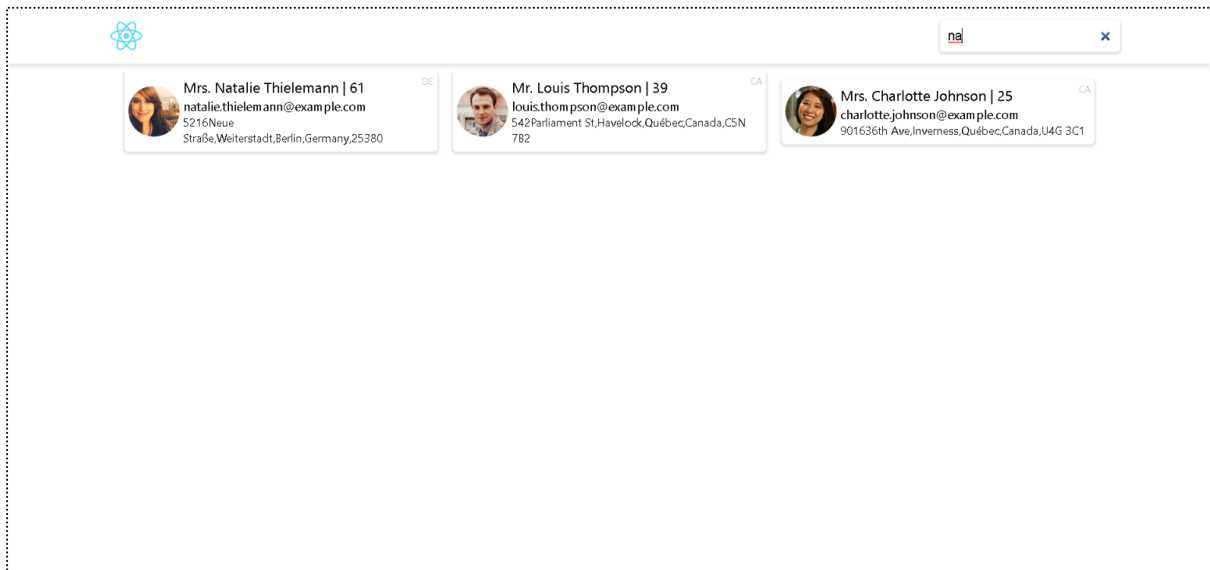 na
Mrs. Natalie Thielemann | 61
DE
natalie.thielemann@example.com
5216Neue
Straße,Weiterstadt,Berlin,Germany,25380
Mr. Louis Thompson | 39
CA
louis.thompson@example.com
542Parliament St,Havelock,Québec,Canada,C5N
7B2
Mrs. Charlotte Johnson | 25
CA
charlotte.johnson@example.com
901636th Ave,Inverness,Québec,Canada,U4G 3C1